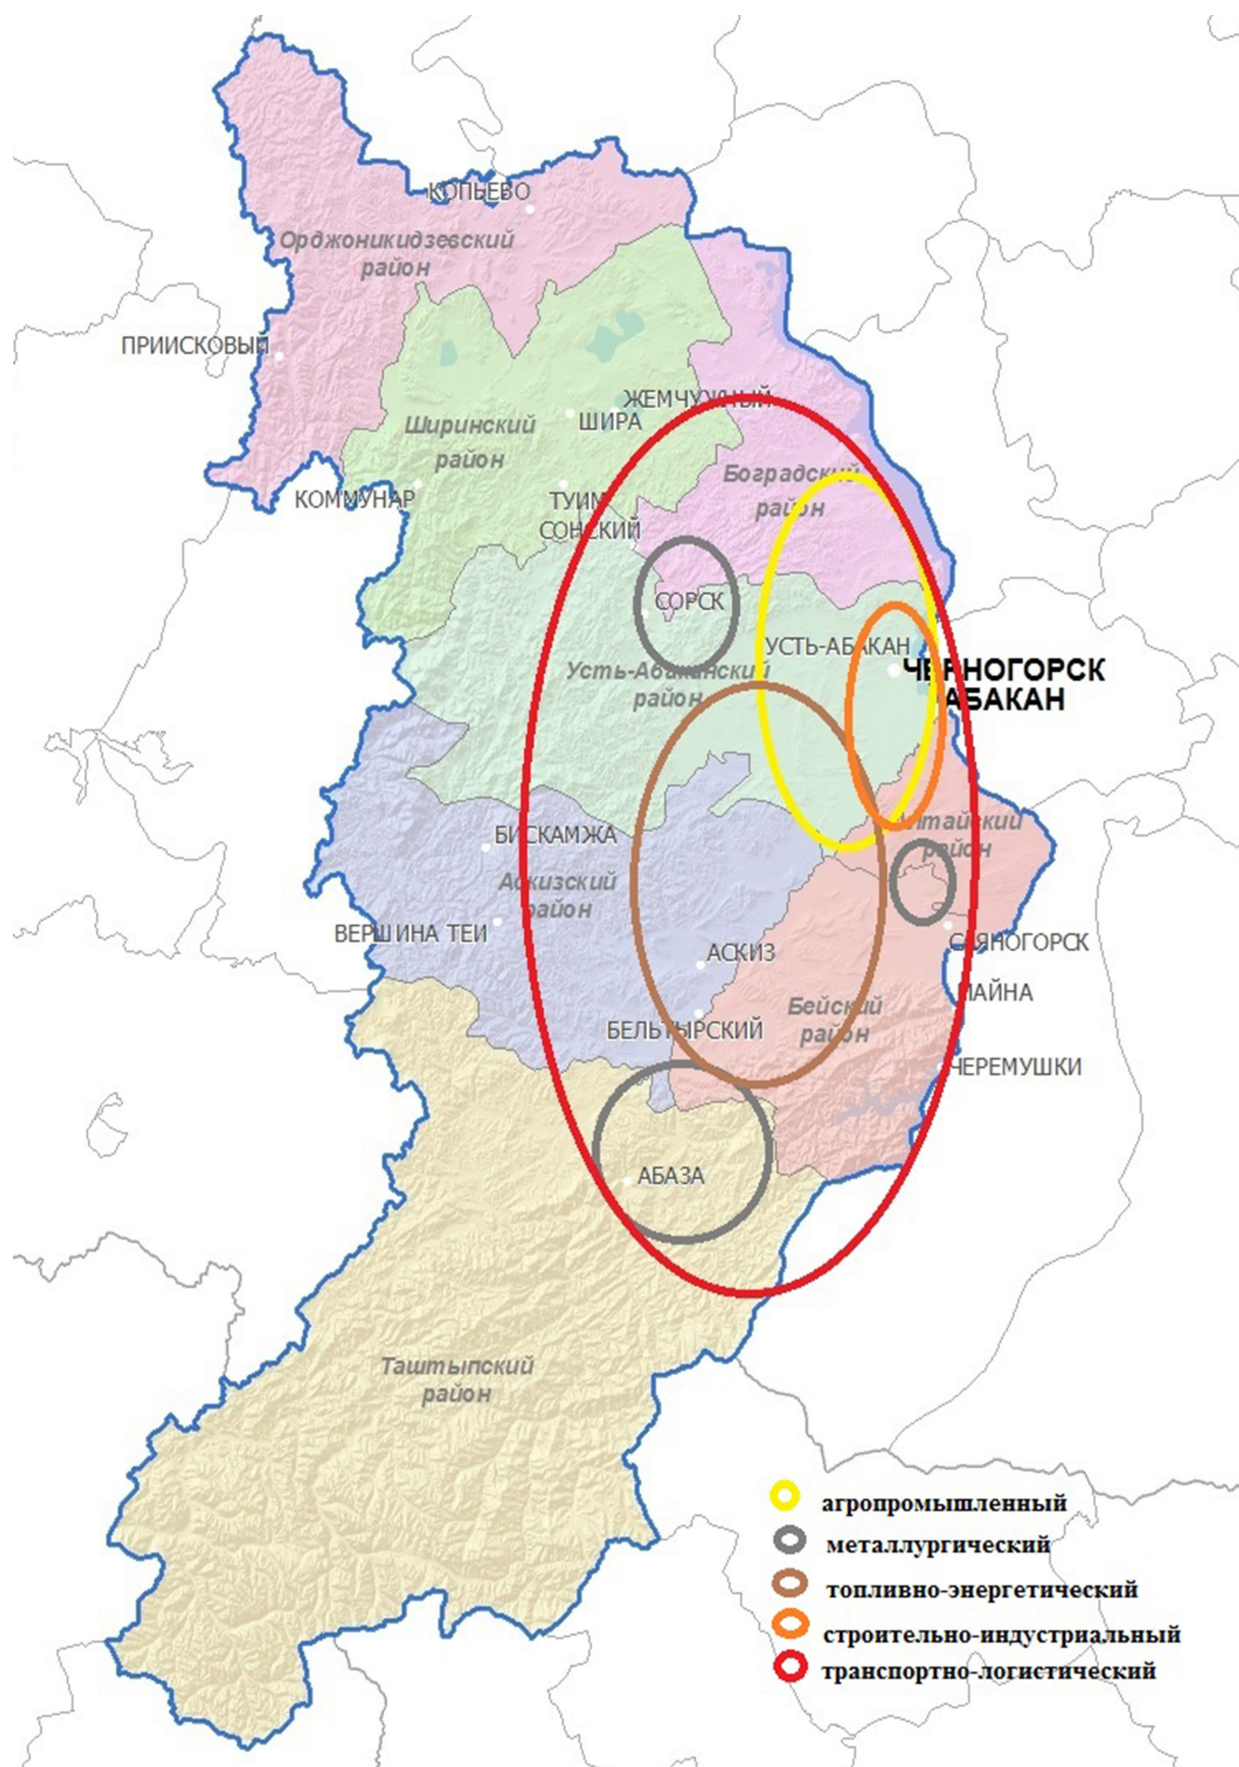 КОПЬЕВО
Орджоникидзевский
район
ПРИИСКОВЫЙ
ЖЕМЧУЖНЫЙ
ШИРА
Ширинский
район
Боградский
район
КОММУНАР
ТУИМ
СОНСКИЙ
СОРСК
УСТЬ-АБАКАН
Усть-Абаканский
район
ЧЕРНОГОРСК
АБАКАН
БИСКАМЖА
Алтайский
район
Аскизский
район
ВЕРШИНА ТЕИ
САЯНОГОРСК
АСКИЗ
МАЙНА
Бейский
район
БЕЛЬТЫРСКИЙ
ЧЕРЕМУШКИ
АБАЗА
Таштыпский
район
агропромышленный
металлургический
топливно-энергетический
строительно-индустриальный
транспортно-логистический